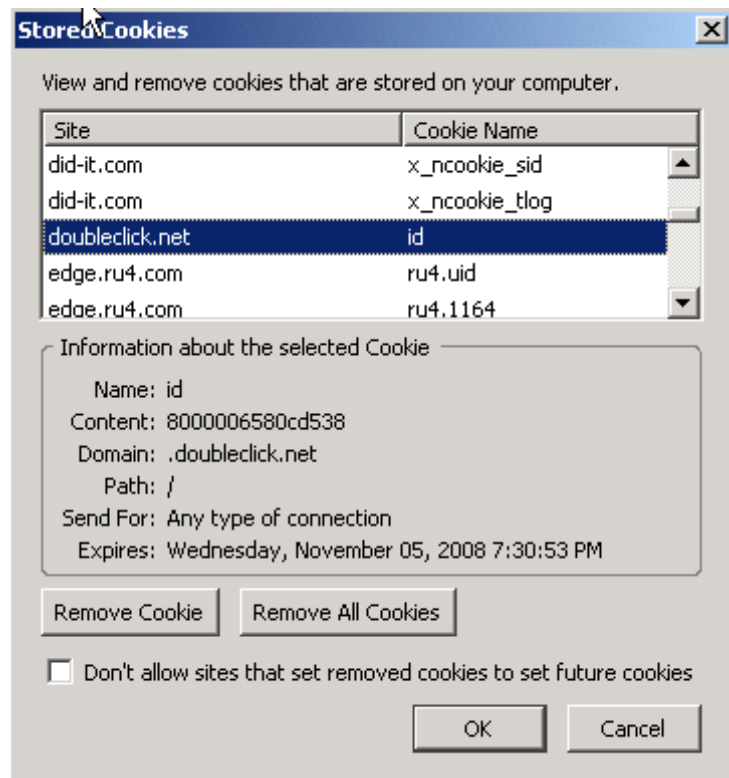 Stored Cookies
View and remove cookies that are stored on your computer.
Site Cookie Name
did-it.com x_ncookie_sid
did-it.com x_ncookie_tlog
doubleclick.net id
edge.ru4.com ru4.uid
edge.ru4.com ru4.1164
Information about the selected Cookie
Name: id
Content: 8000006580cd538
Domain: .doubleclick.net
Path: /
Send For: Any type of connection
Expires: Wednesday, November 05, 2008 7:30:53 PM
Remove Cookie Remove All Cookies
Don't allow sites that set removed cookies to set future cookies
OK Cancel